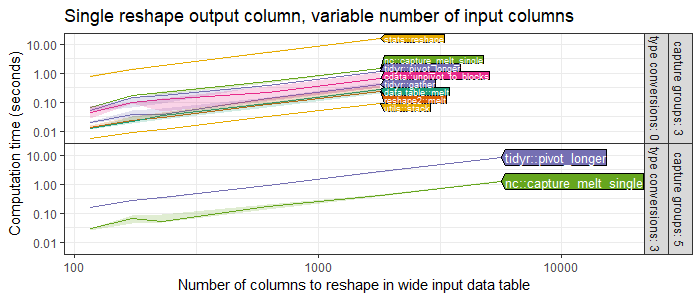 Single reshape output column, variable number of input columns
Computation time (seconds)
10.00
1.00
0.10
0.01
nc::capture_melt_single
tidyr::pivot_longer
cdata::unpivot_to_blocks
tidyr::gather
data.table::melt
reshape2::melt
capture groups: 3
type conversions: 0
10.00
1.00
0.10
0.01
tidyr::pivot_longer
nc::capture_melt_single
capture groups: 5
type conversions: 3
100
1000
10000
Number of columns to reshape in wide input data table